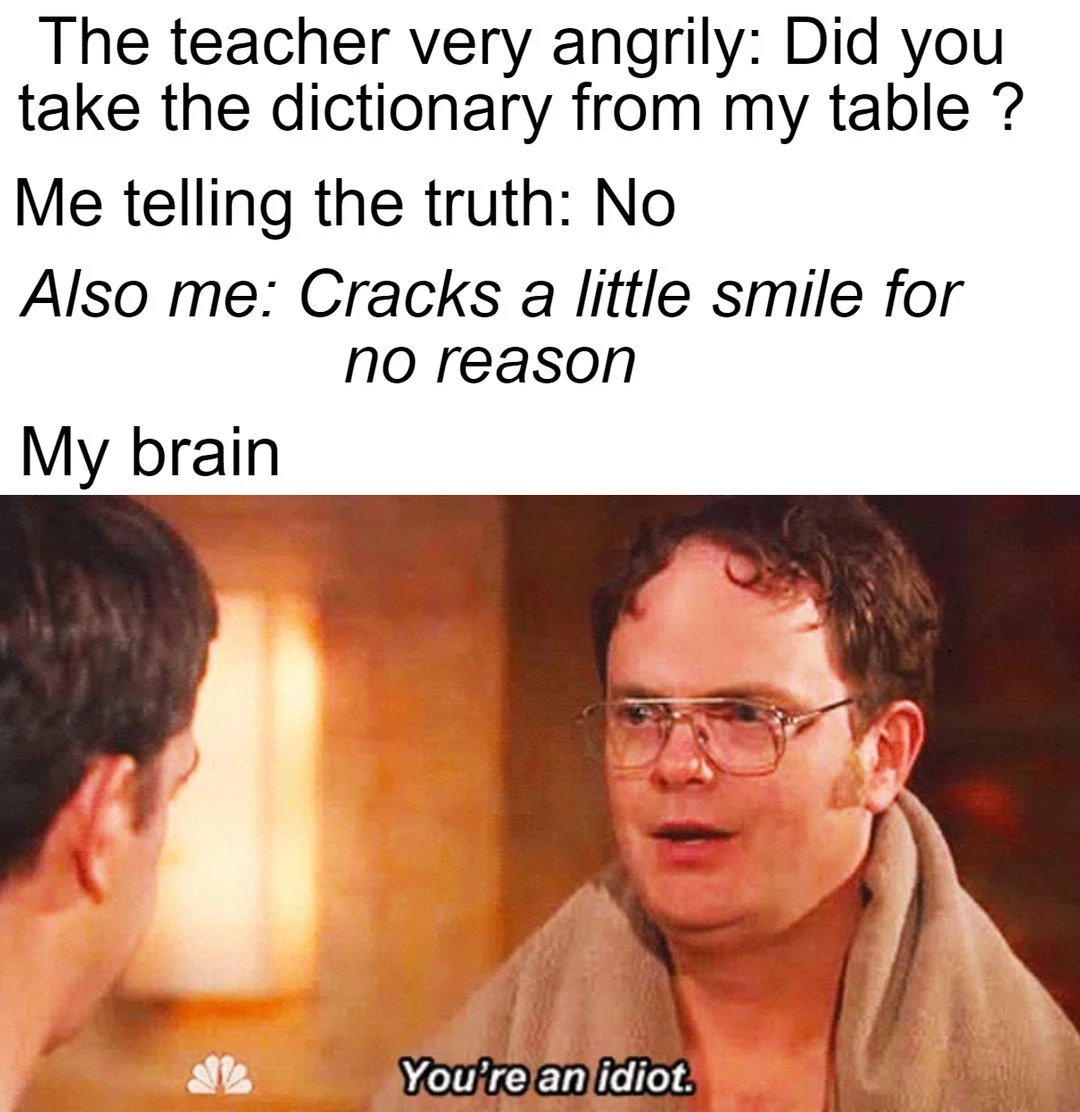 The teacher very angrily: Did you
take the dictionary from my table ?
Me telling the truth: No
Also me: Cracks a little smile for
no reason
My brain
You're an idiot.